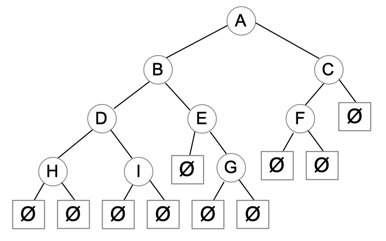 A
B C
D E F Ø
H I Ø G Ø Ø
Ø Ø Ø Ø Ø Ø